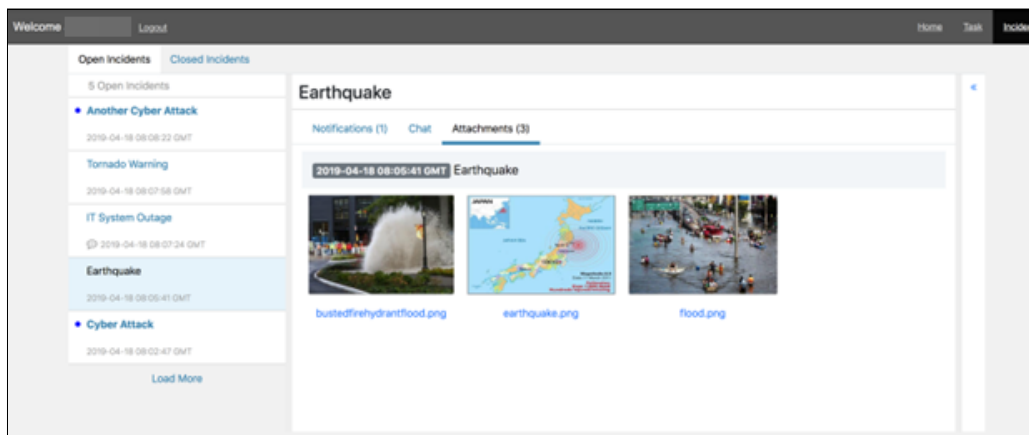 Welcome Logout Home Task Incide
Open Incidents Closed Incidents
5 Open Incidents
Another Cyber Attack
2019-04-18 08:08:22 GMT
Tornado Warning
2019-04-18 08:07:58 GMT
IT System Outage
2019-04-18 08:07:24 GMT
Earthquake
2019-04-18 08:05:41 GMT
Cyber Attack
2019-04-18 08:02:47 GMT
Load More
Earthquake
Notifications (1) Chat Attachments (3)
2019-04-18 08:05:41 GMT Earthquake
JAPAN
bustedfirehydrantflood.png earthquake.png flood.png